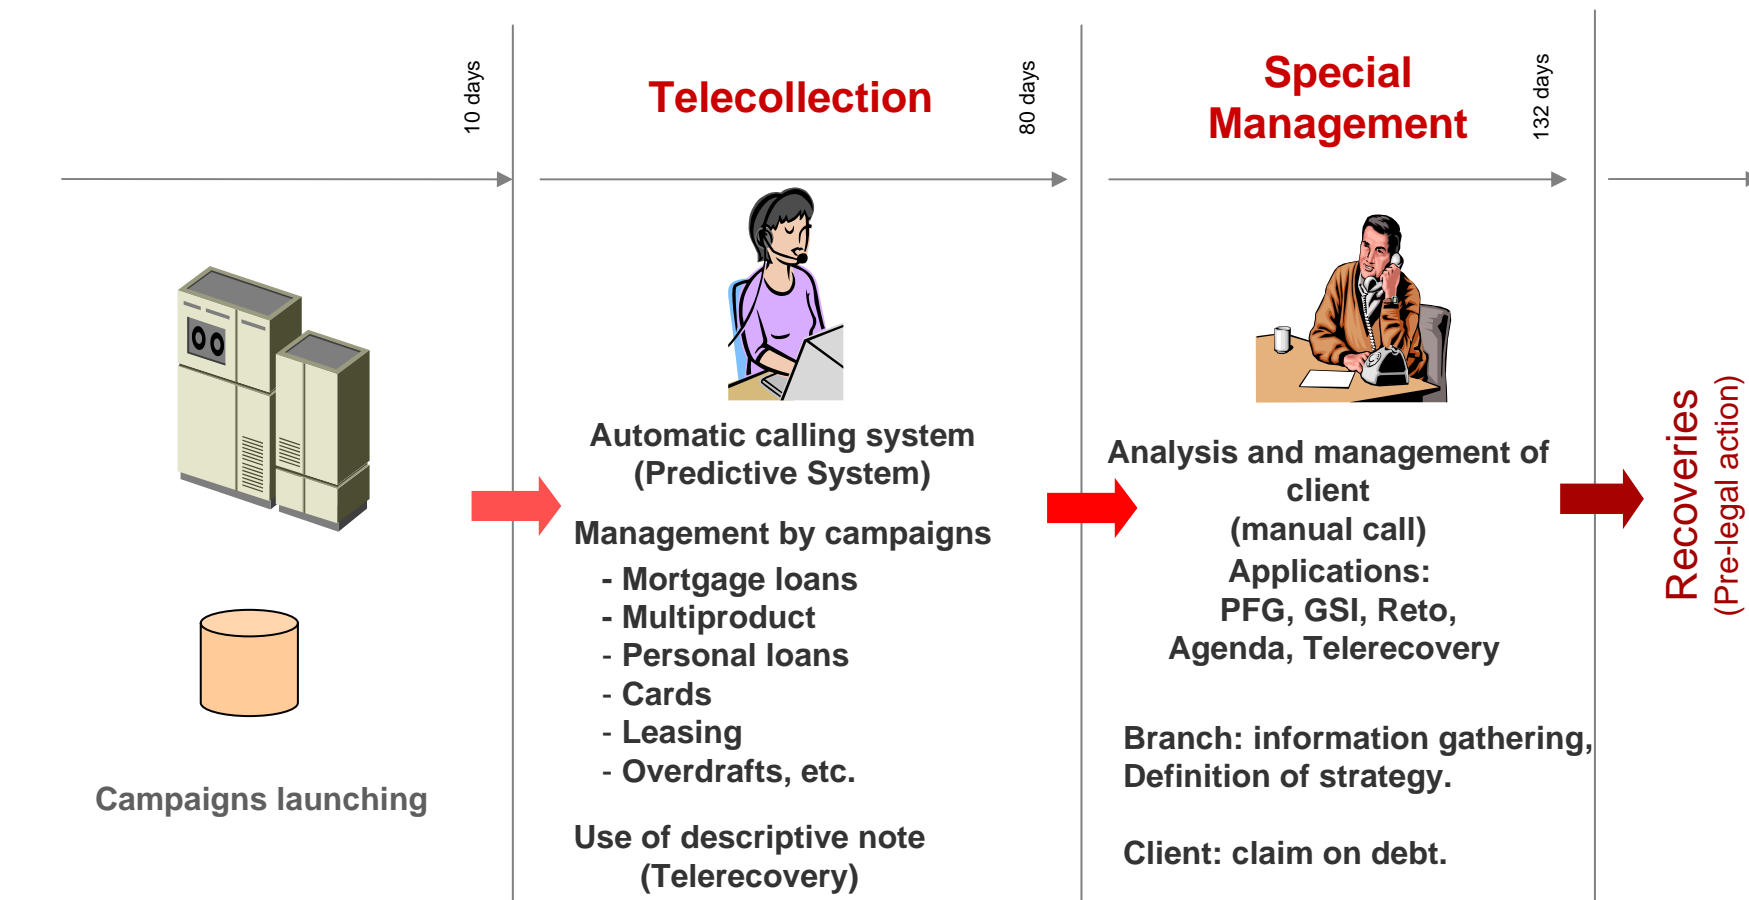 10 days
Telecollection
80 days
Special
Management
132 days
Campaigns launching
Automatic calling system
(Predictive System)
Management by campaigns
- Mortgage loans
- Multiproduct
- Personal loans
- Cards
- Leasing
- Overdrafts, etc.
Use of descriptive note
(Telerecovery)
Analysis and management of
client
(manual call)
Applications:
PFG, GSI, Reto,
Agenda, Telerecovery
Branch: information gathering,
Definition of strategy.
Client: claim on debt.
Recoveries
(Pre-legal action)